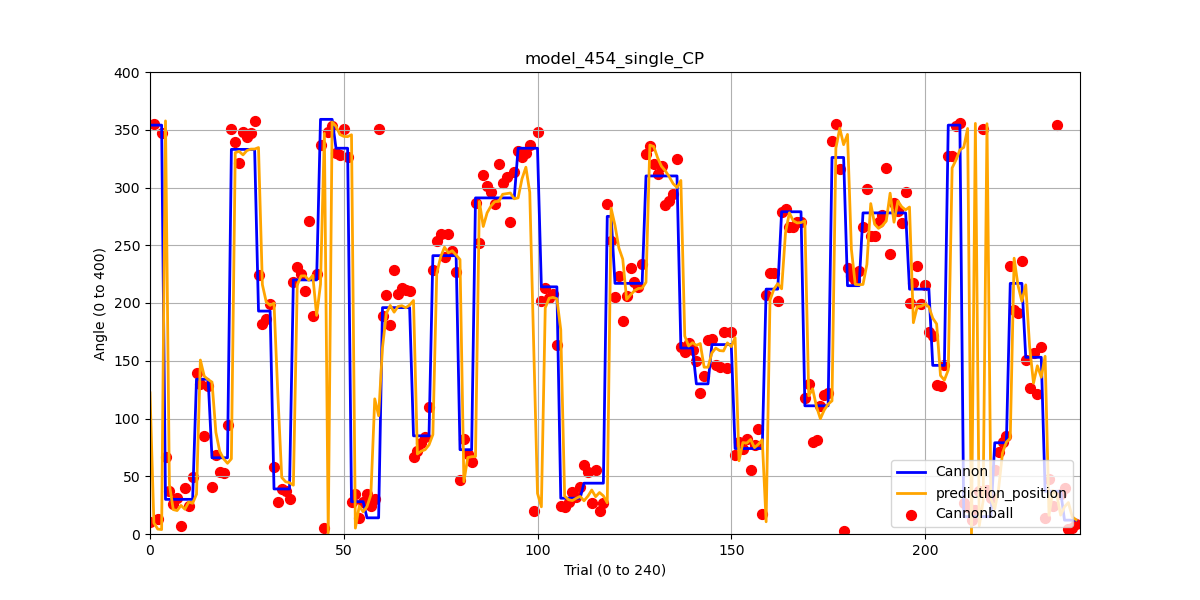 model_454_single_CP
400
350
300
250
200
150
100
50
0
Angle (0 to 400)
0 50 100 150 200
Trial (0 to 240)
Cannon
prediction_position
Cannonball